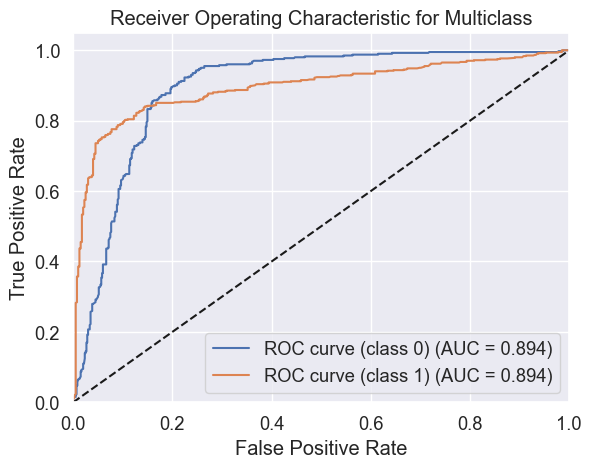 Receiver Operating Characteristic for Multiclass
True Positive Rate
1.0
0.8
0.6
0.4
0.2
0.0
ROC curve (class 0) (AUC = 0.894)
ROC curve (class 1) (AUC = 0.894)
0.0 0.2 0.4 0.6 0.8 1.0
False Positive Rate